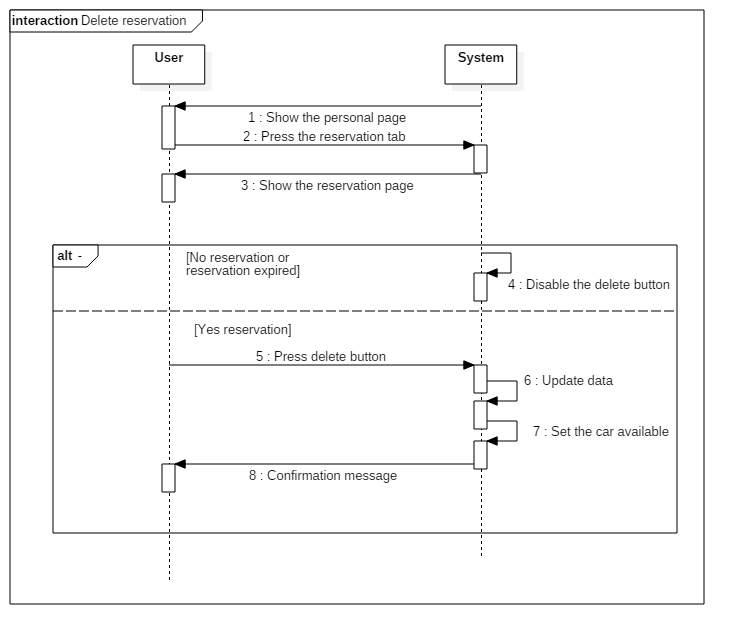 interaction Delete reservation
User
System
1 : Show the personal page
2 : Press the reservation tab
3 : Show the reservation page
alt -
[No reservation or
reservation expired]
4 : Disable the delete button
[Yes reservation]
5 : Press delete button
6 : Update data
7 : Set the car available
8 : Confirmation message